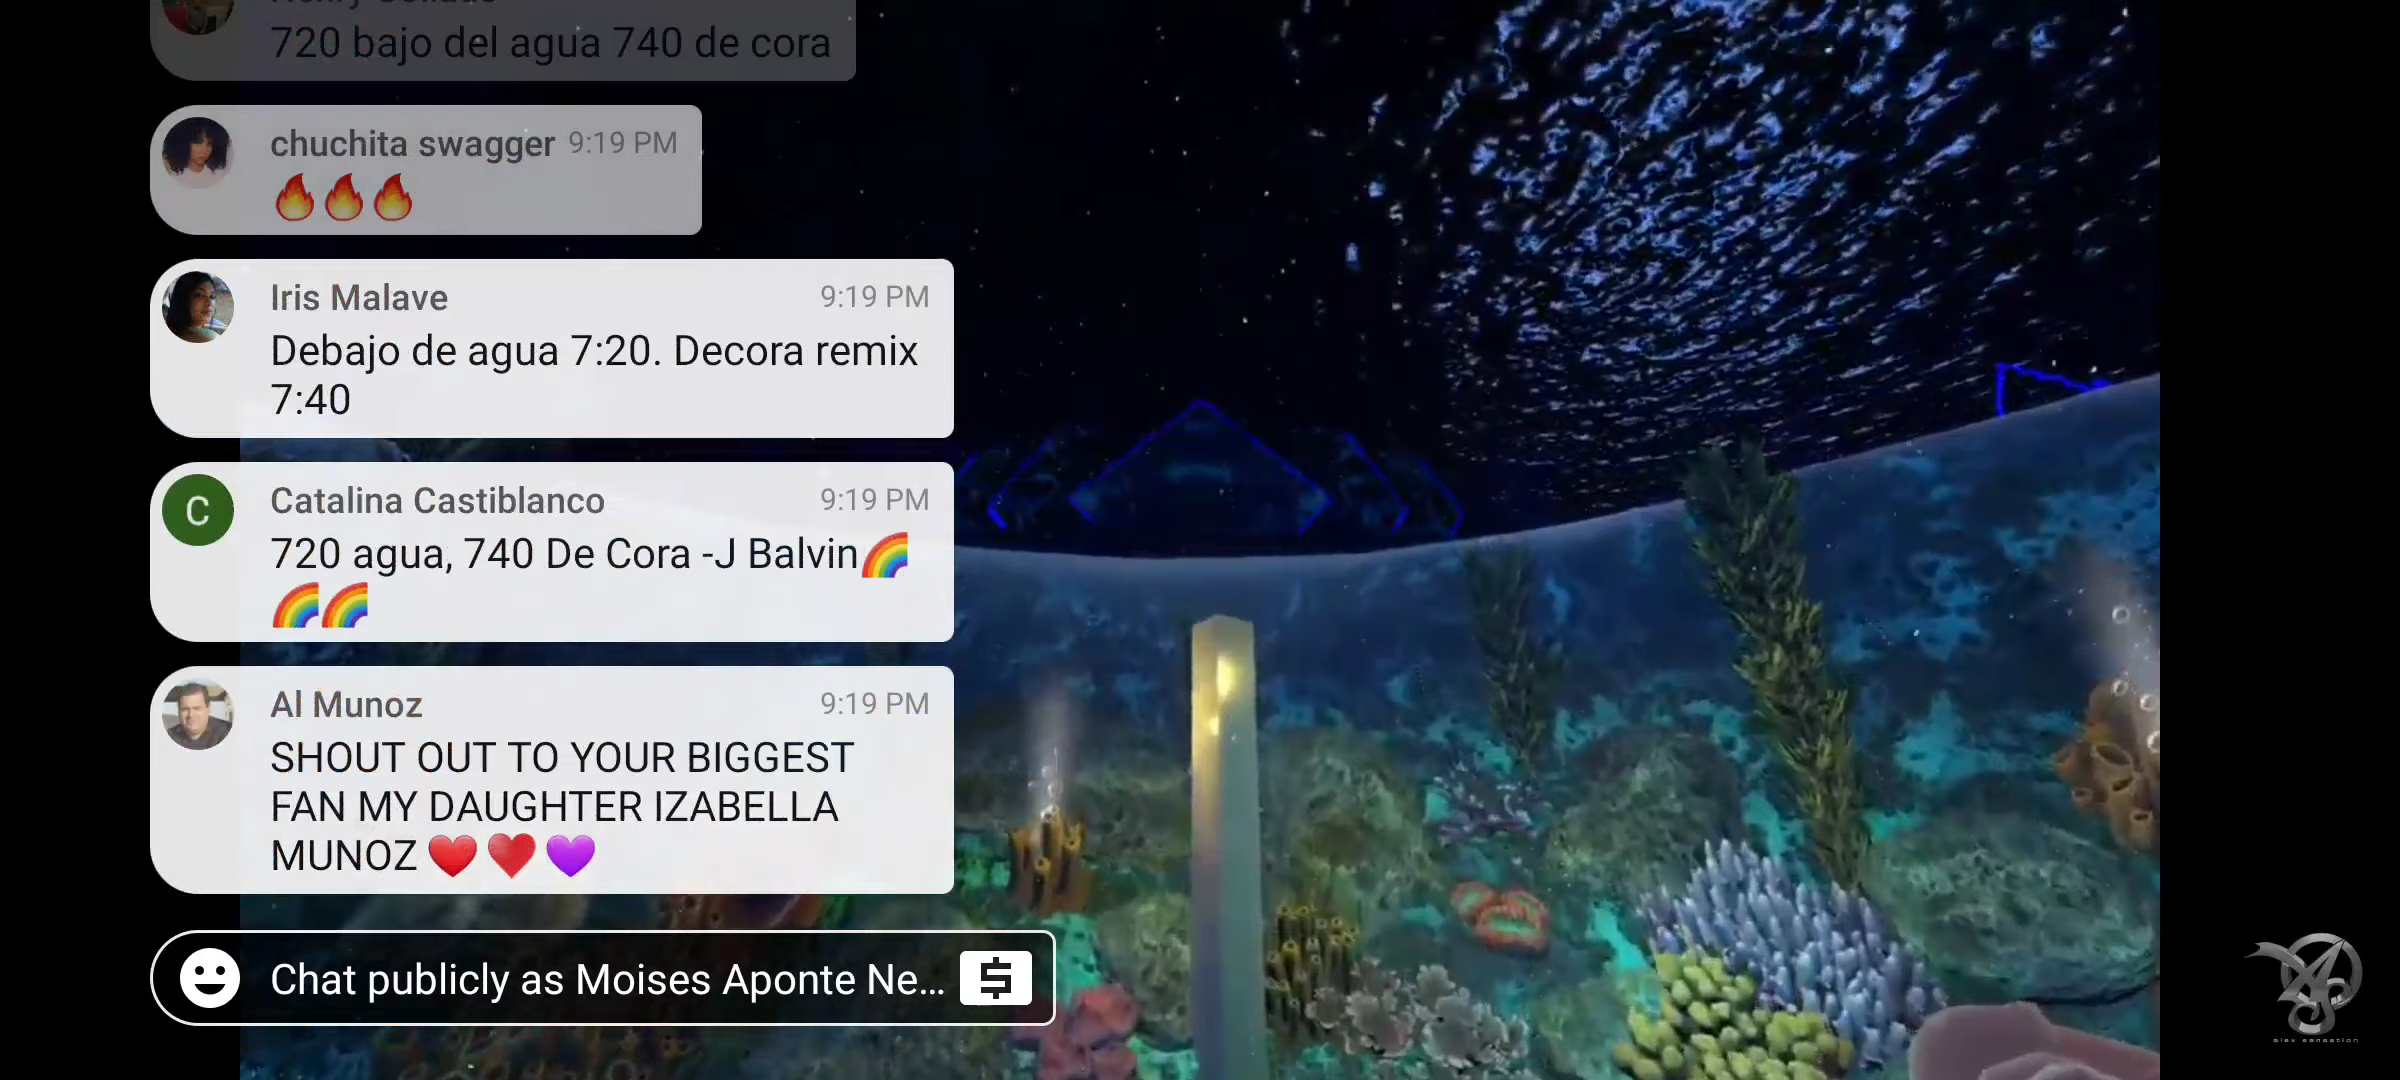 720 bajo del agua 740 de cora
chuchita swagger 9:19 PM
🔥🔥🔥
Iris Malave 9:19 PM
Debajo de agua 7:20. Decora remix
7:40
C
Catalina Castiblanco 9:19 PM
720 agua, 740 De Cora -J Balvin🌈
🌈🌈
Al Munoz 9:19 PM
SHOUT OUT TO YOUR BIGGEST
FAN MY DAUGHTER IZABELLA
MUNOZ ❤️♥️💜
Chat publicly as Moises Aponte Ne... $
alex sensation